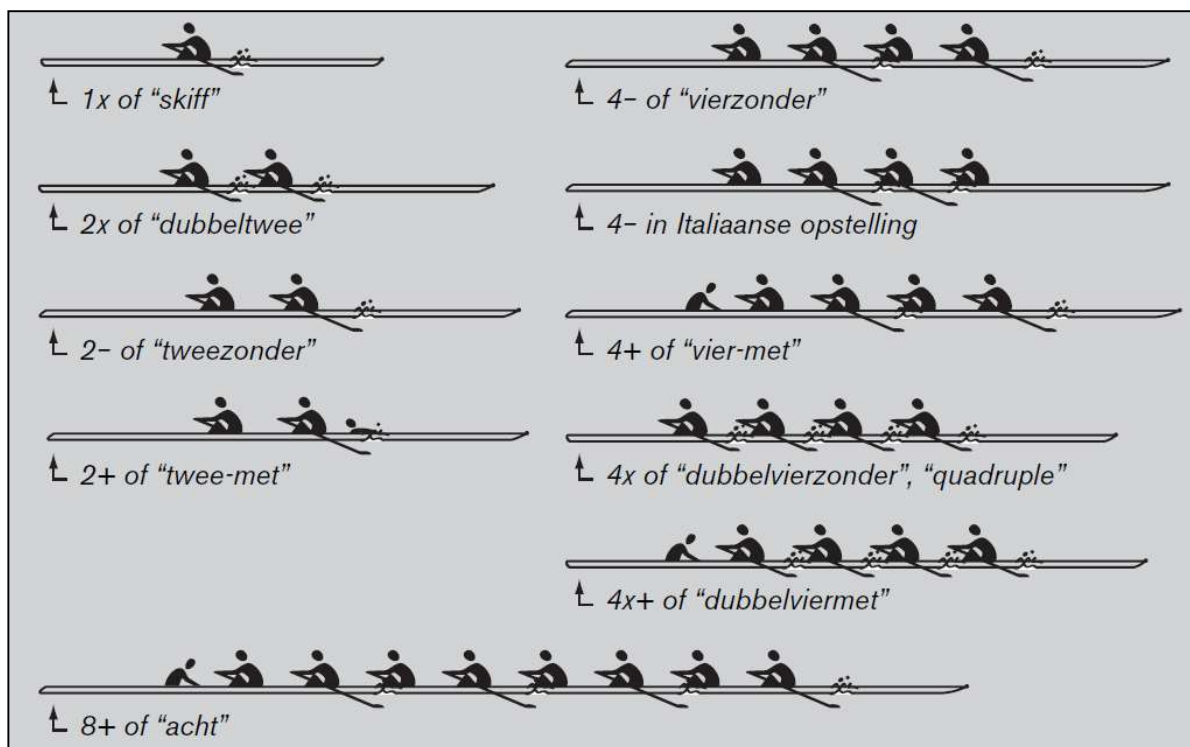 1x of “skiff”
2x of “dubbeltwee”
2– of “tweezonder”
2+ of “twee-met”
4– of “vierzonder”
4– in Italiaanse opstelling
4+ of “vier-met”
4x of “dubbelvierzonder”, “quadruple”
4x+ of “dubbelviermet”
8+ of “acht”